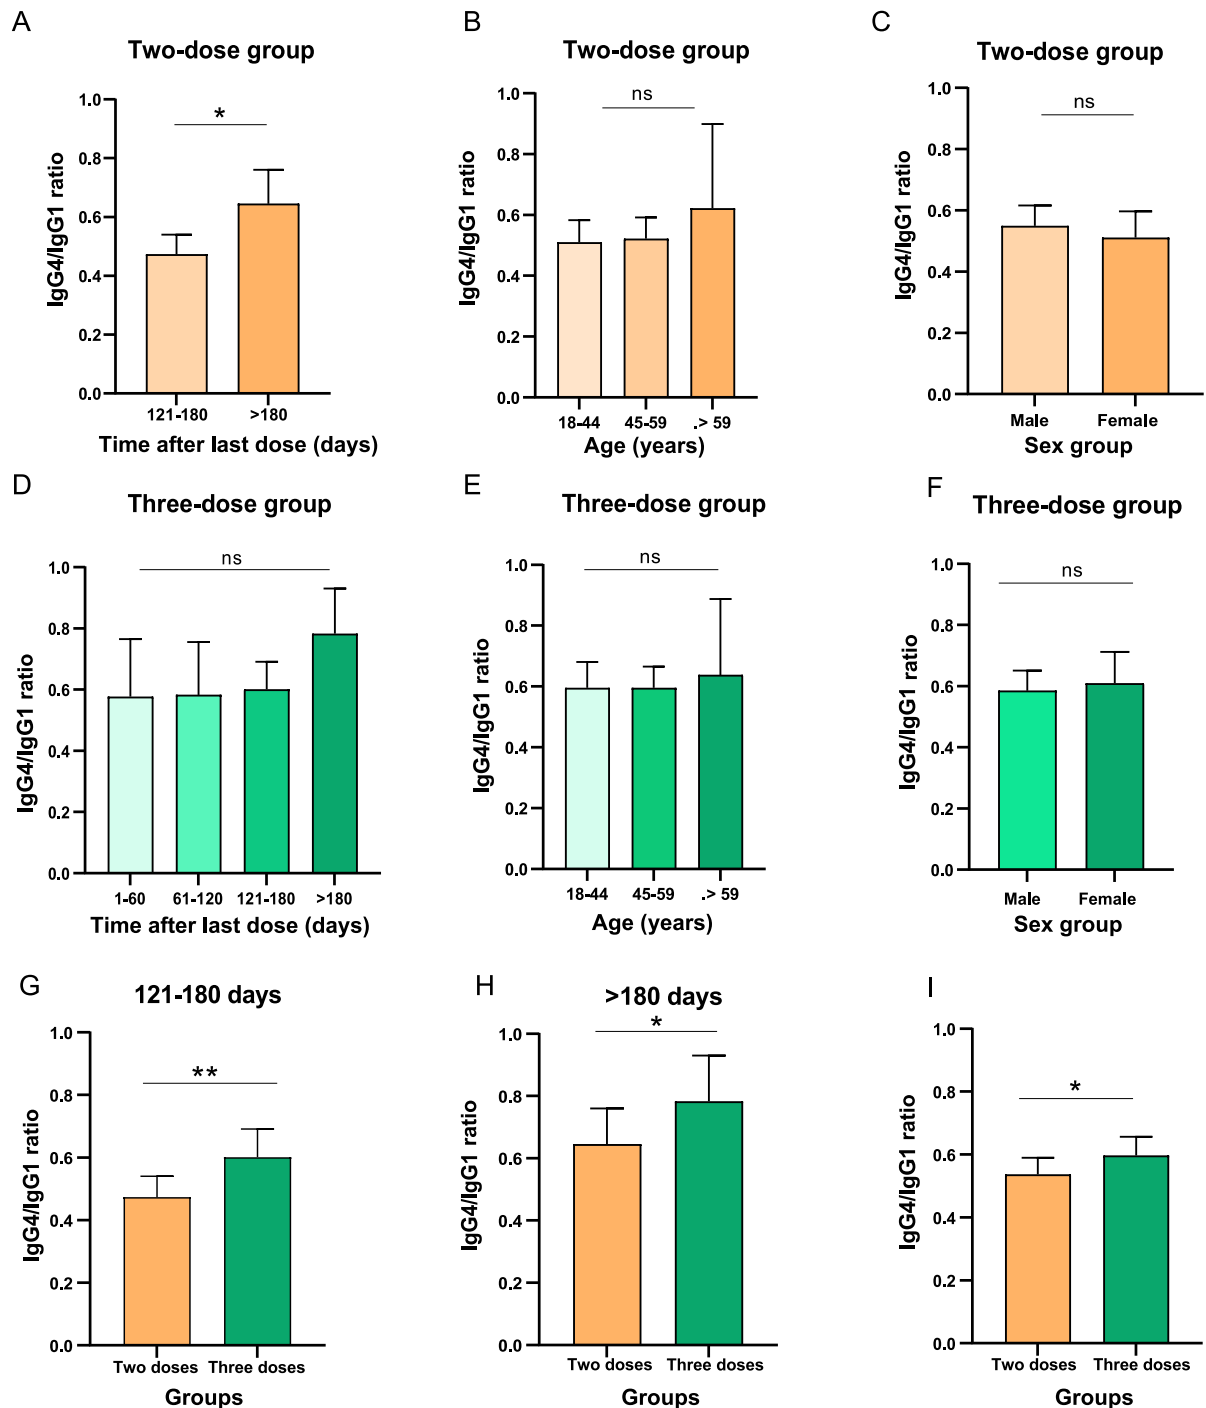 A
Two-dose group
IgG4/IgG1 ratio
1.0
0.8
0.6
0.4
0.2
0.0
*
121-180
>180
Time after last dose (days)
B
Two-dose group
IgG4/IgG1 ratio
1.0
0.8
0.6
0.4
0.2
0.0
ns
18-44
45-59
.> 59
Age (years)
C
Two-dose group
IgG4/IgG1 ratio
1.0
0.8
0.6
0.4
0.2
0.0
ns
Male
Female
Sex group
D
Three-dose group
IgG4/IgG1 ratio
1.0
0.8
0.6
0.4
0.2
0.0
ns
1-60
61-120
121-180
>180
Time after last dose (days)
E
Three-dose group
IgG4/IgG1 ratio
1.0
0.8
0.6
0.4
0.2
0.0
ns
18-44
45-59
.> 59
Age (years)
F
Three-dose group
IgG4/IgG1 ratio
1.0
0.8
0.6
0.4
0.2
0.0
ns
Male
Female
Sex group
G
121-180 days
IgG4/IgG1 ratio
1.0
0.8
0.6
0.4
0.2
0.0
**
Two doses
Three doses
Groups
H
>180 days
IgG4/IgG1 ratio
1.0
0.8
0.6
0.4
0.2
0.0
*
Two doses
Three doses
Groups
I
IgG4/IgG1 ratio
1.0
0.8
0.6
0.4
0.2
0.0
*
Two doses
Three doses
Groups